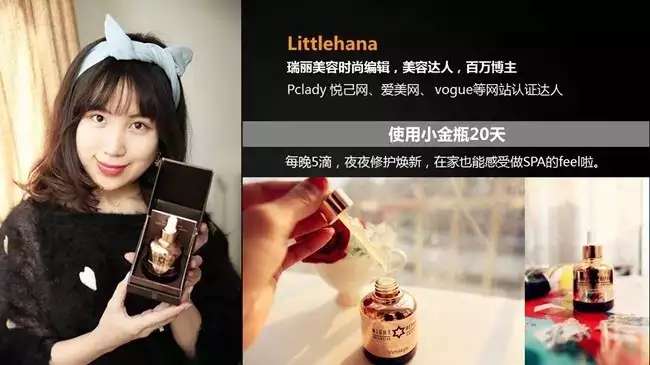 Littlehana
瑞丽美容时尚编辑，美容达人，百万博主
Pclady 悦己网、爱美网、 vogue等网站认证达人
使用小金瓶20天
每晚5滴，夜夜修护焕新，在家也能感受做SPA的feel啦。
NIGHT